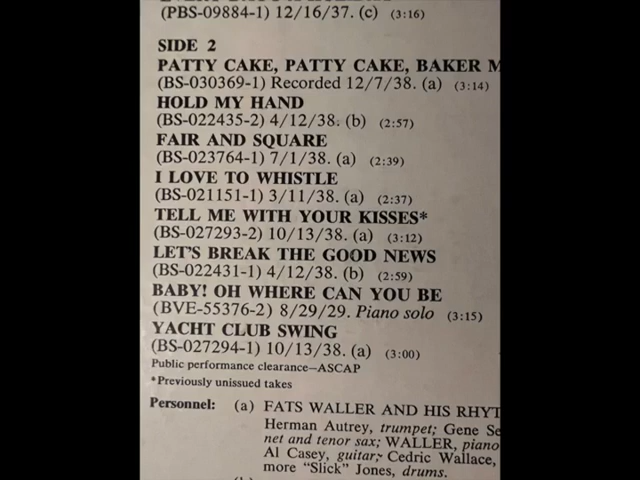 (PBS-09884-1) 12/16/37. (c) (3:16)
SIDE 2
PATTY CAKE, PATTY CAKE, BAKER M
(BS-030369-1) Recorded 12/7/38. (a) (3:14)
HOLD MY HAND
(BS-022435-2) 4/12/38. (b) (2:57)
FAIR AND SQUARE
(BS-023764-1) 7/1/38. (a) (2:39)
I LOVE TO WHISTLE
(BS-021151-1) 3/11/38. (a) (2:37)
TELL ME WITH YOUR KISSES*
(BS-027293-2) 10/13/38. (a) (3:12)
LET'S BREAK THE GOOD NEWS
(BS-022431-1) 4/12/38. (b) (2:59)
BABY! OH WHERE CAN YOU BE
(BVE-55376-2) 8/29/29. Piano solo (3:15)
YACHT CLUB SWING
(BS-027294-1) 10/13/38. (a) (3:00)
Public performance clearance—ASCAP
*Previously unissued takes
Personnel: (a) FATS WALLER AND HIS RHYT
Herman Autrey, trumpet; Gene Se
net and tenor sax; WALLER, piano
Al Casey, guitar; Cedric Wallace,
more "Slick" Jones, drums.